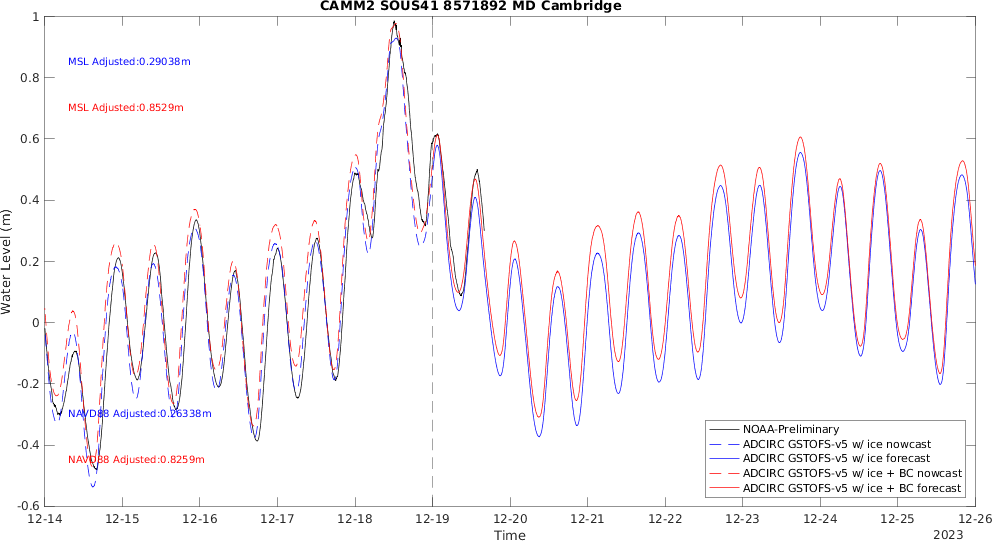 CAMM2 SOUS41 8571892 MD Cambridge
1
0.8
0.6
0.4
0.2
0
-0.2
-0.4
-0.6
Water Level (m)
MSL Adjusted:0.29038m
MSL Adjusted:0.8529m
NAVD88 Adjusted:0.26338m
NAVD88 Adjusted:0.8259m
NOAA-Preliminary
ADCIRC GSTOFS-v5 w/ ice nowcast
ADCIRC GSTOFS-v5 w/ ice forecast
ADCIRC GSTOFS-v5 w/ ice + BC nowcast
ADCIRC GSTOFS-v5 w/ ice + BC forecast
12-14 12-15 12-16 12-17 12-18 12-19 12-20 12-21 12-22 12-23 12-24 12-25 12-26
Time
2023